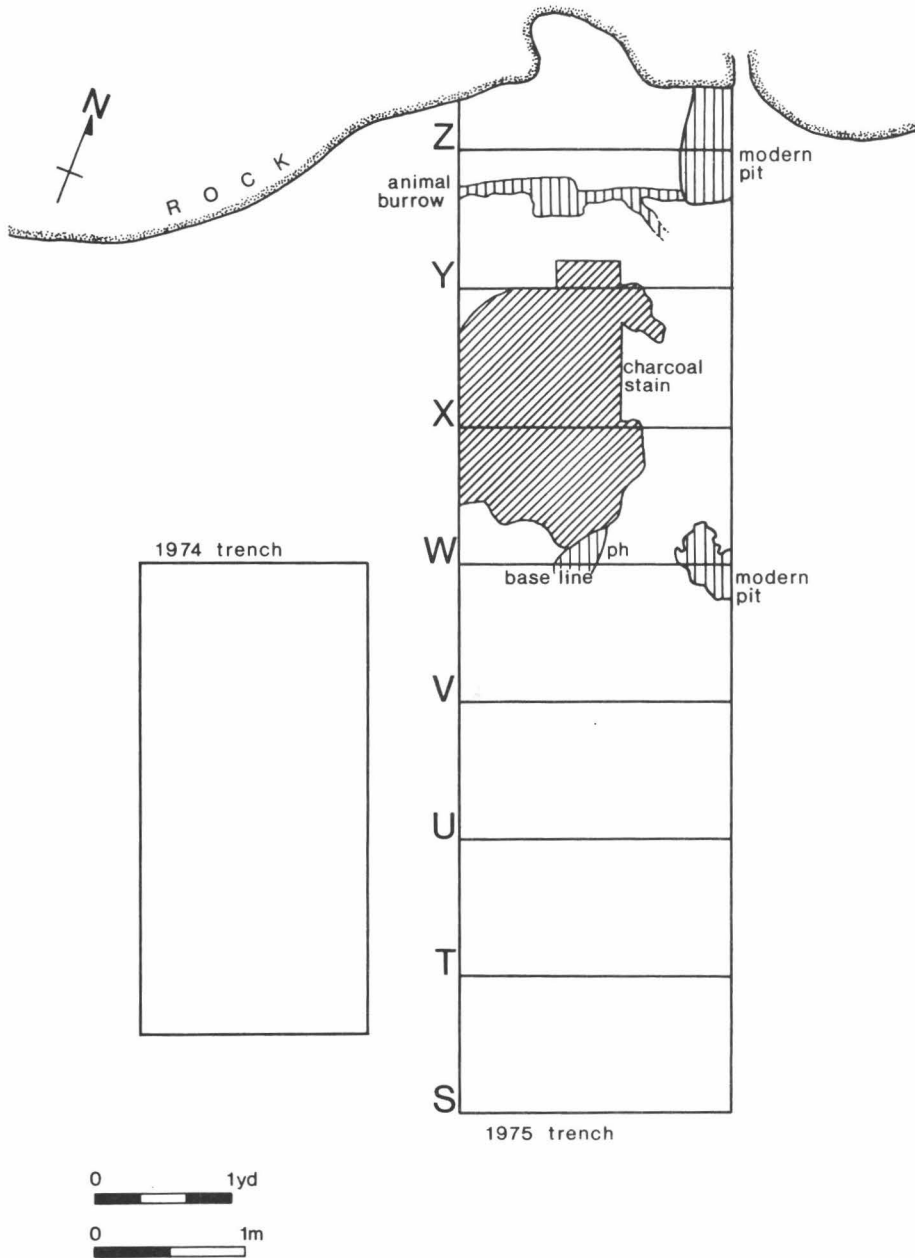 N
ROCK
Z
modern
pit
animal
burrow
Y
charcoal
stain
X
1974 trench
W
ph
base line
modern
pit
V
U
T
S
1975 trench
0 1yd
0 1m